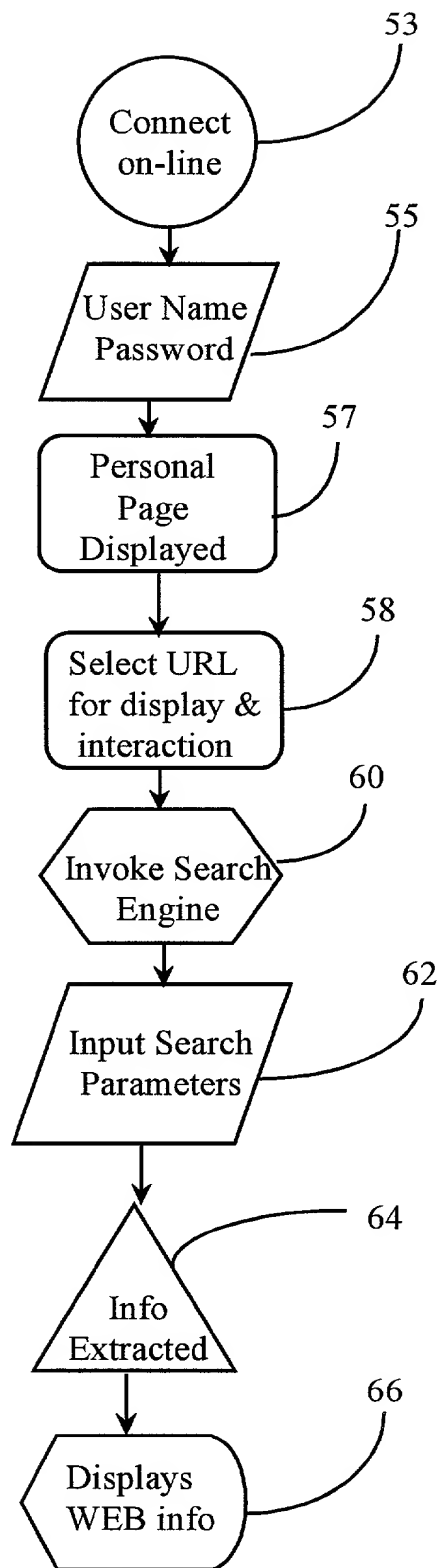 53
Connect
on-line
55
User Name
Password
57
Personal
Page
Displayed
58
Select URL
for display &
interaction
60
Invoke Search
Engine
62
Input Search
Parameters
64
Info
Extracted
66
Displays
WEB info